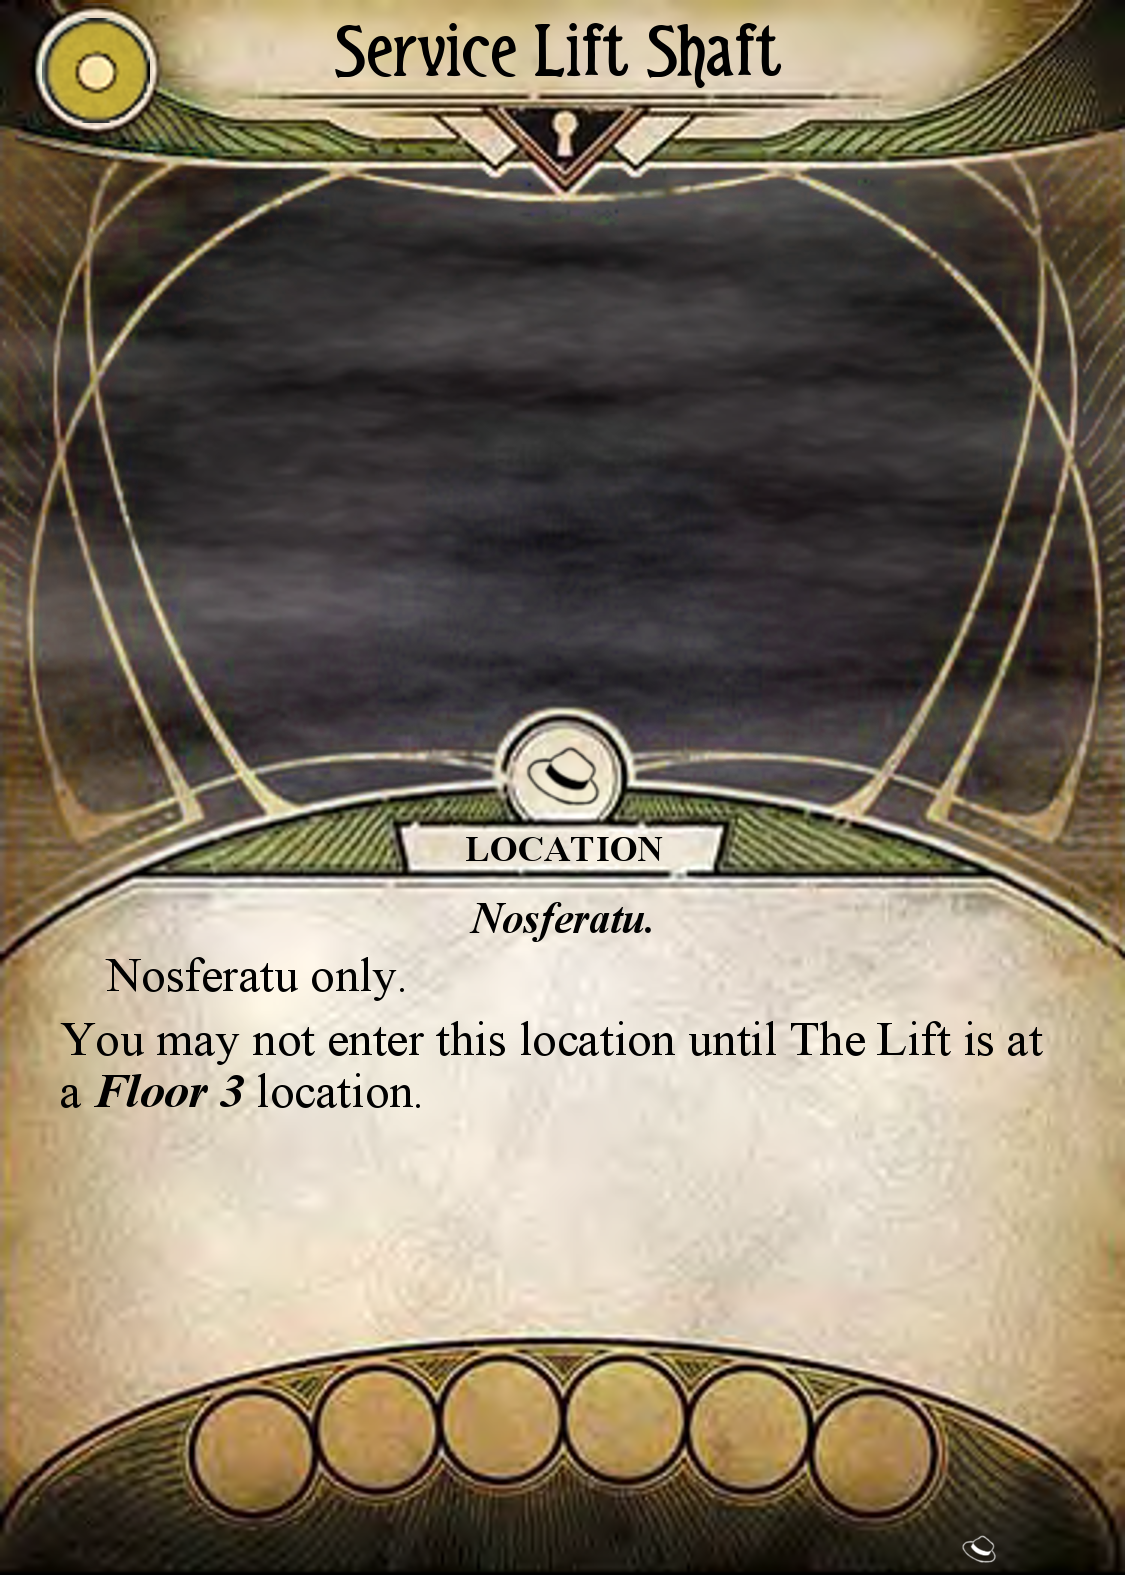 Service Lift Shaft
LOCATION
Nosferatu.
Nosferatu only.
You may not enter this location until The Lift is at
a Floor 3 location.